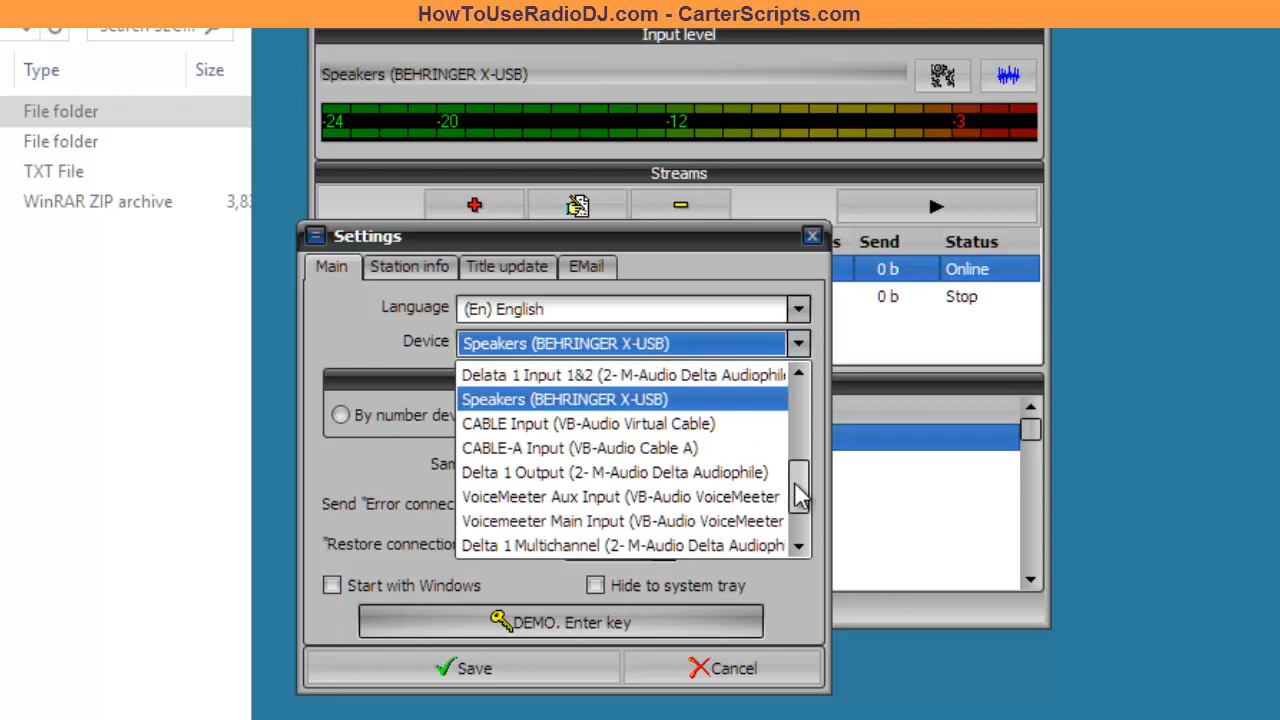 HowToUseRadioDJ.com - CarterScripts.com
Input level
Type
Size
Speakers (BEHRINGER X-USB)
-24
-20
-12
-3
File folder
File folder
TXT File
WinRAR ZIP archive
3,83
Streams
Settings
s
Send
Status
0 b
Online
0 b
Stop
Main
Station info
Title update
EMail
Language
(En) English
Device
Speakers (BEHRINGER X-USB)
Delata 1 Input 1&2 (2- M-Audio Delta Audiophil
Speakers (BEHRINGER X-USB)
CABLE Input (VB-Audio Virtual Cable)
CABLE-A Input (VB-Audio Cable A)
Delta 1 Output (2- M-Audio Delta Audiophile)
VoiceMeeter Aux Input (VB-Audio VoiceMeeter
Voicemeeter Main Input (VB-Audio VoiceMeeter
Delta 1 Multichannel (2- M-Audio Delta Audioph
By number dev
Sam
Send "Error connec
"Restore connection
Start with Windows
Hide to system tray
DEMO. Enter key
Save
Cancel